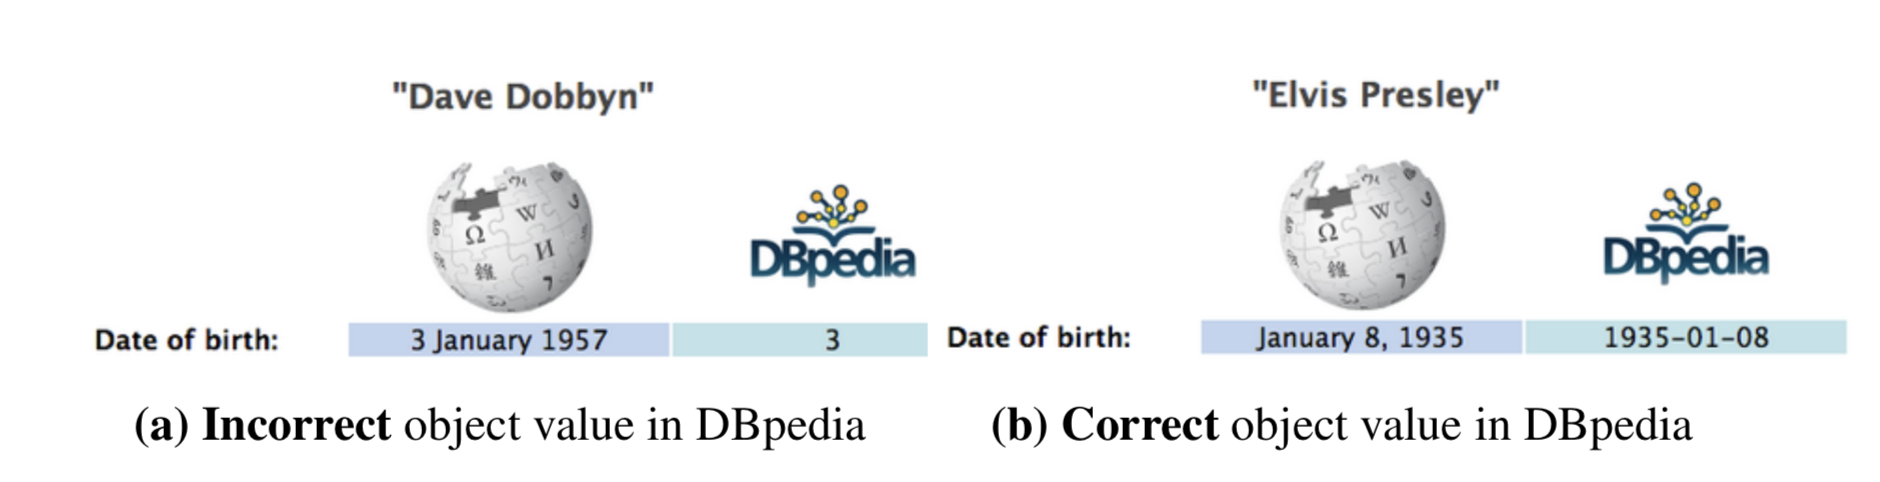 "Dave Dobbyn"
DBpedia
Date of birth: 3 January 1957 3
(a) Incorrect object value in DBpedia
"Elvis Presley"
DBpedia
Date of birth: January 8, 1935 1935-01-08
(b) Correct object value in DBpedia